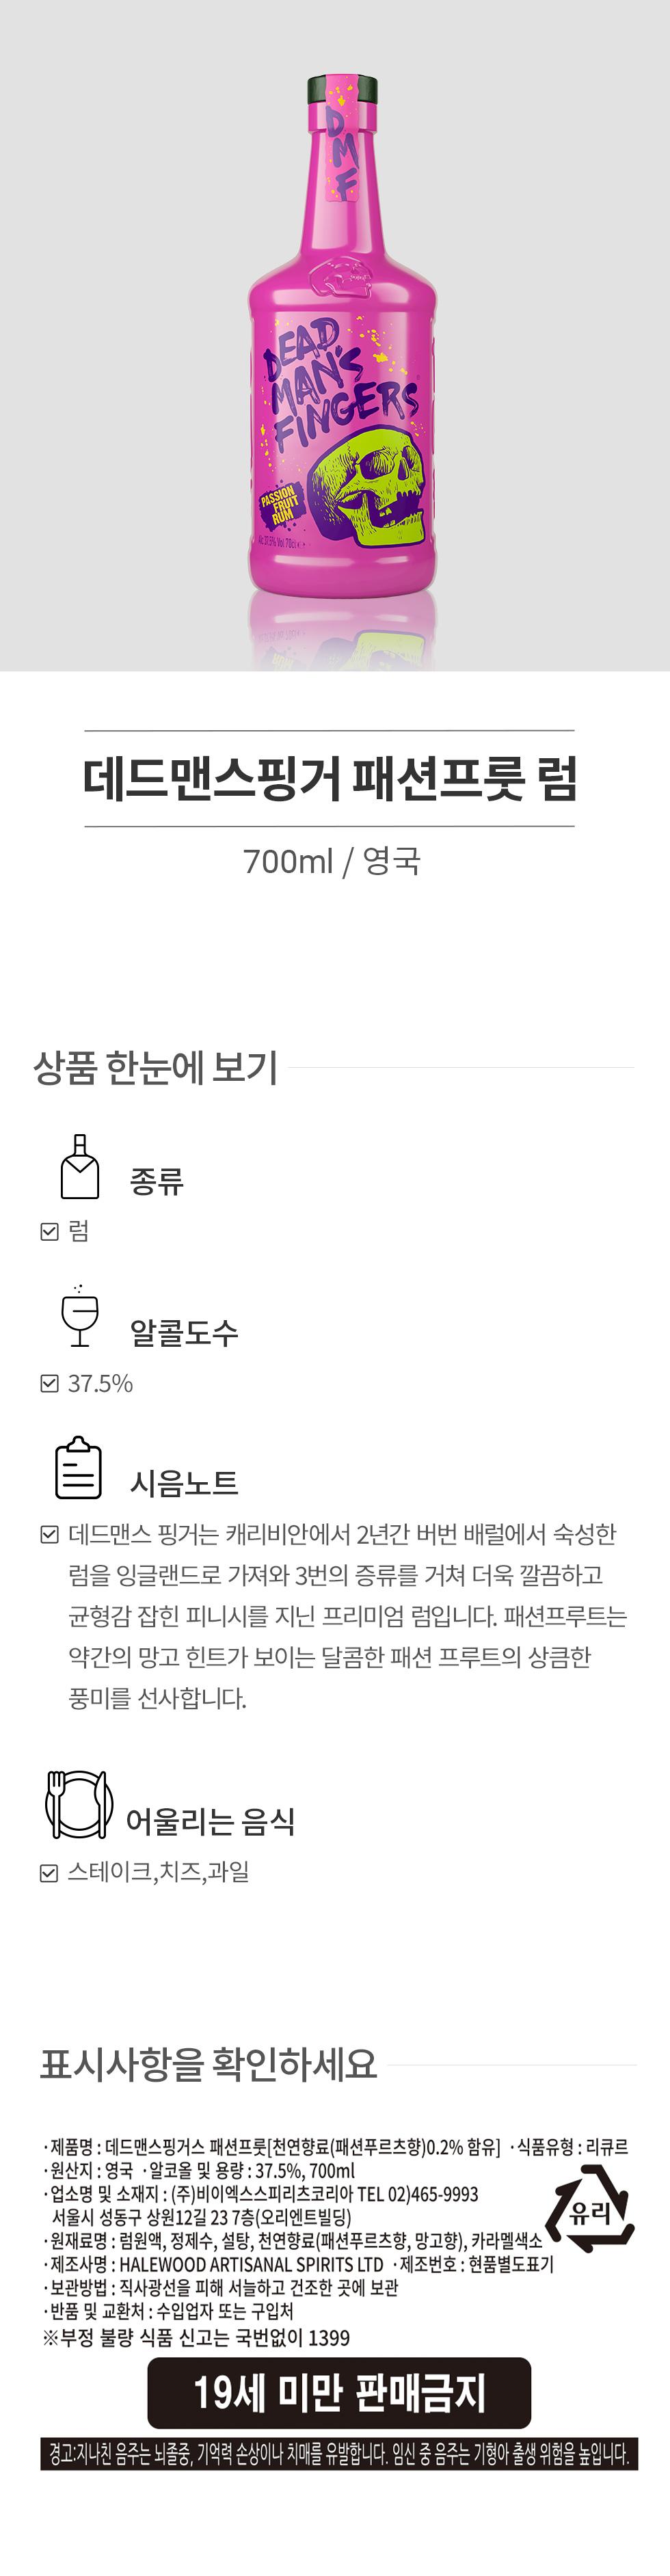 DMF
DEAD
MAN'S
FINGERS
PASSION
FRUIT
RUM
Alc 37.5% Vol 70cl
데드맨스핑거 패션프룻 럼
700ml / 영국
상품 한눈에 보기
종류
럼
알콜도수
37.5%
시음노트
데드맨스 핑거는 캐리비안에서 2년간 버번 배럴에서 숙성한
럼을 잉글랜드로 가져와 3번의 증류를 거쳐 더욱 깔끔하고
균형감 잡힌 피니시를 지닌 프리미엄 럼입니다. 패션프루트는
약간의 망고 힌트가 보이는 달콤한 패션 프루트의 상큼한
풍미를 선사합니다.
어울리는 음식
스테이크,치즈,과일
표시사항을 확인하세요
·제품명 : 데드맨스핑거스 패션프룻[천연향료(패션푸르츠향)0.2% 함유] ·식품유형 : 리큐르
·원산지 : 영국 ·알코올 및 용량 : 37.5%, 700ml
·업소명 및 소재지 : (주)비이엑스스피리츠코리아 TEL 02)465-9993
서울시 성동구 상원12길 23 7층(오리엔트빌딩)
유리
·원재료명 : 럼원액, 정제수, 설탕, 천연향료(패션푸르츠향, 망고향), 카라멜색소
·제조사명 : HALEWOOD ARTISANAL SPIRITS LTD ·제조번호 : 현품별도표기
·보관방법 : 직사광선을 피해 서늘하고 건조한 곳에 보관
·반품 및 교환처 : 수입업자 또는 구입처
※부정 불량 식품 신고는 국번없이 1399
19세 미만 판매금지
경고:지나친 음주는 뇌졸중, 기억력 손상이나 치매를 유발합니다. 임신 중 음주는 기형아 출생 위험을 높입니다.